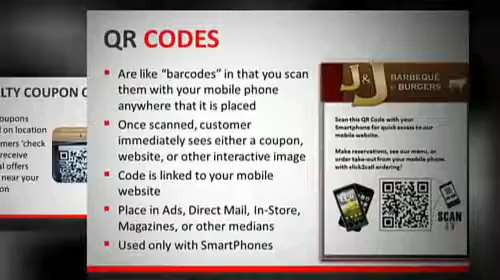 QR CODES
Are like "barcodes" in that you scan
them with your mobile phone
anywhere that it is placed
Once scanned, customer
immediately sees either a coupon,
website, or other interactive image
Code is linked to your mobile
website
Place in Ads, Direct Mail, In-Store,
Magazines, or other medians
Used only with SmartPhones
J&J
BARBEQUE
BURGERS
Scan this QR Code with your
Smartphone for quick access to our
mobile website.
Make reservations, see our menu, or
order take-out from your mobile phone
with click2call ordering!
SCAN
IT
LTY COUPON C
oupons
on location
mers 'check
receive
l offers
near your
on